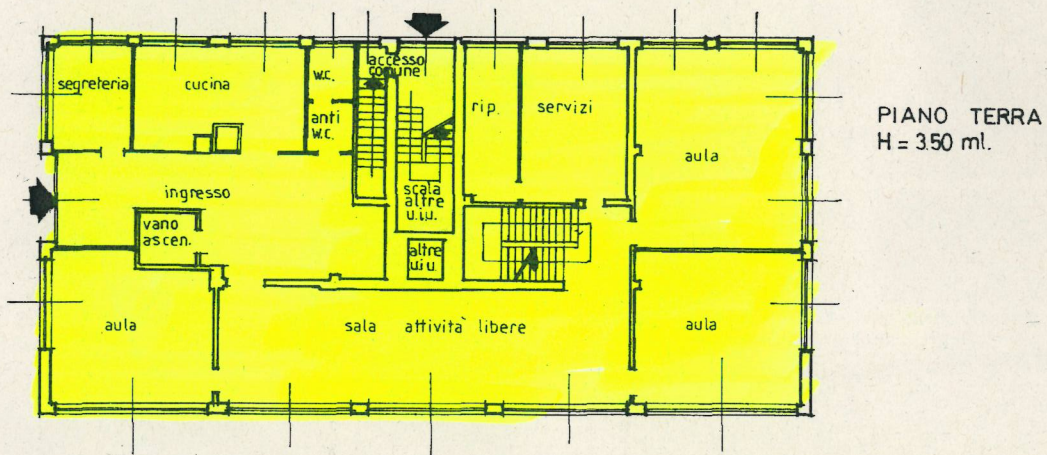 segreteria
cucina
w.c.
anti
w.c.
accesso
comune
rip.
servizi
aula
PIANO TERRA
H = 3.50 ml.
ingresso
vano
ascen.
scala
altre
u.i.u.
altre
u.i.u.
aula
sala attività libere
aula